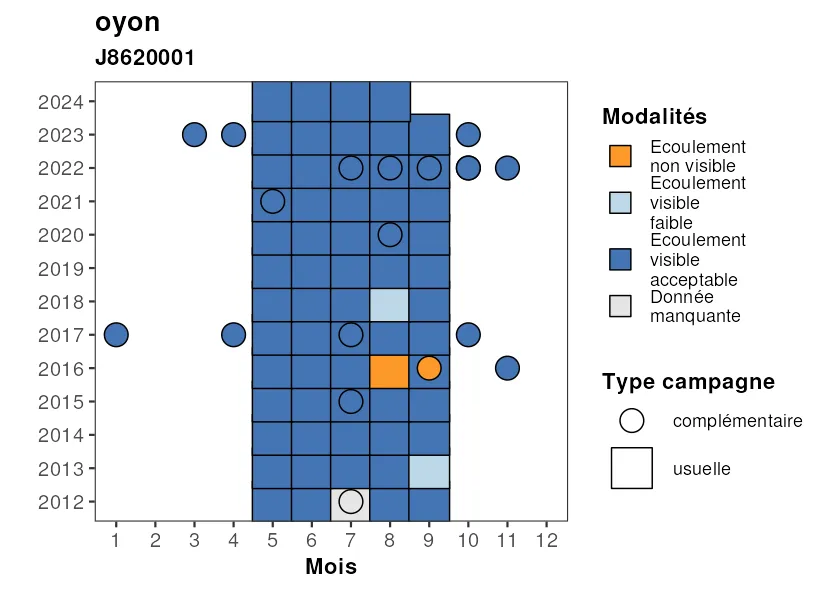 oyon
J8620001
2024
2023
2022
2021
2020
2019
2018
2017
2016
2015
2014
2013
2012
1 2 3 4 5 6 7 8 9 10 11 12
Mois
Modalités
Ecoulement
non visible
Ecoulement
visible
faible
Ecoulement
visible
acceptable
Donnée
manquante
Type campagne
complémentaire
usuelle